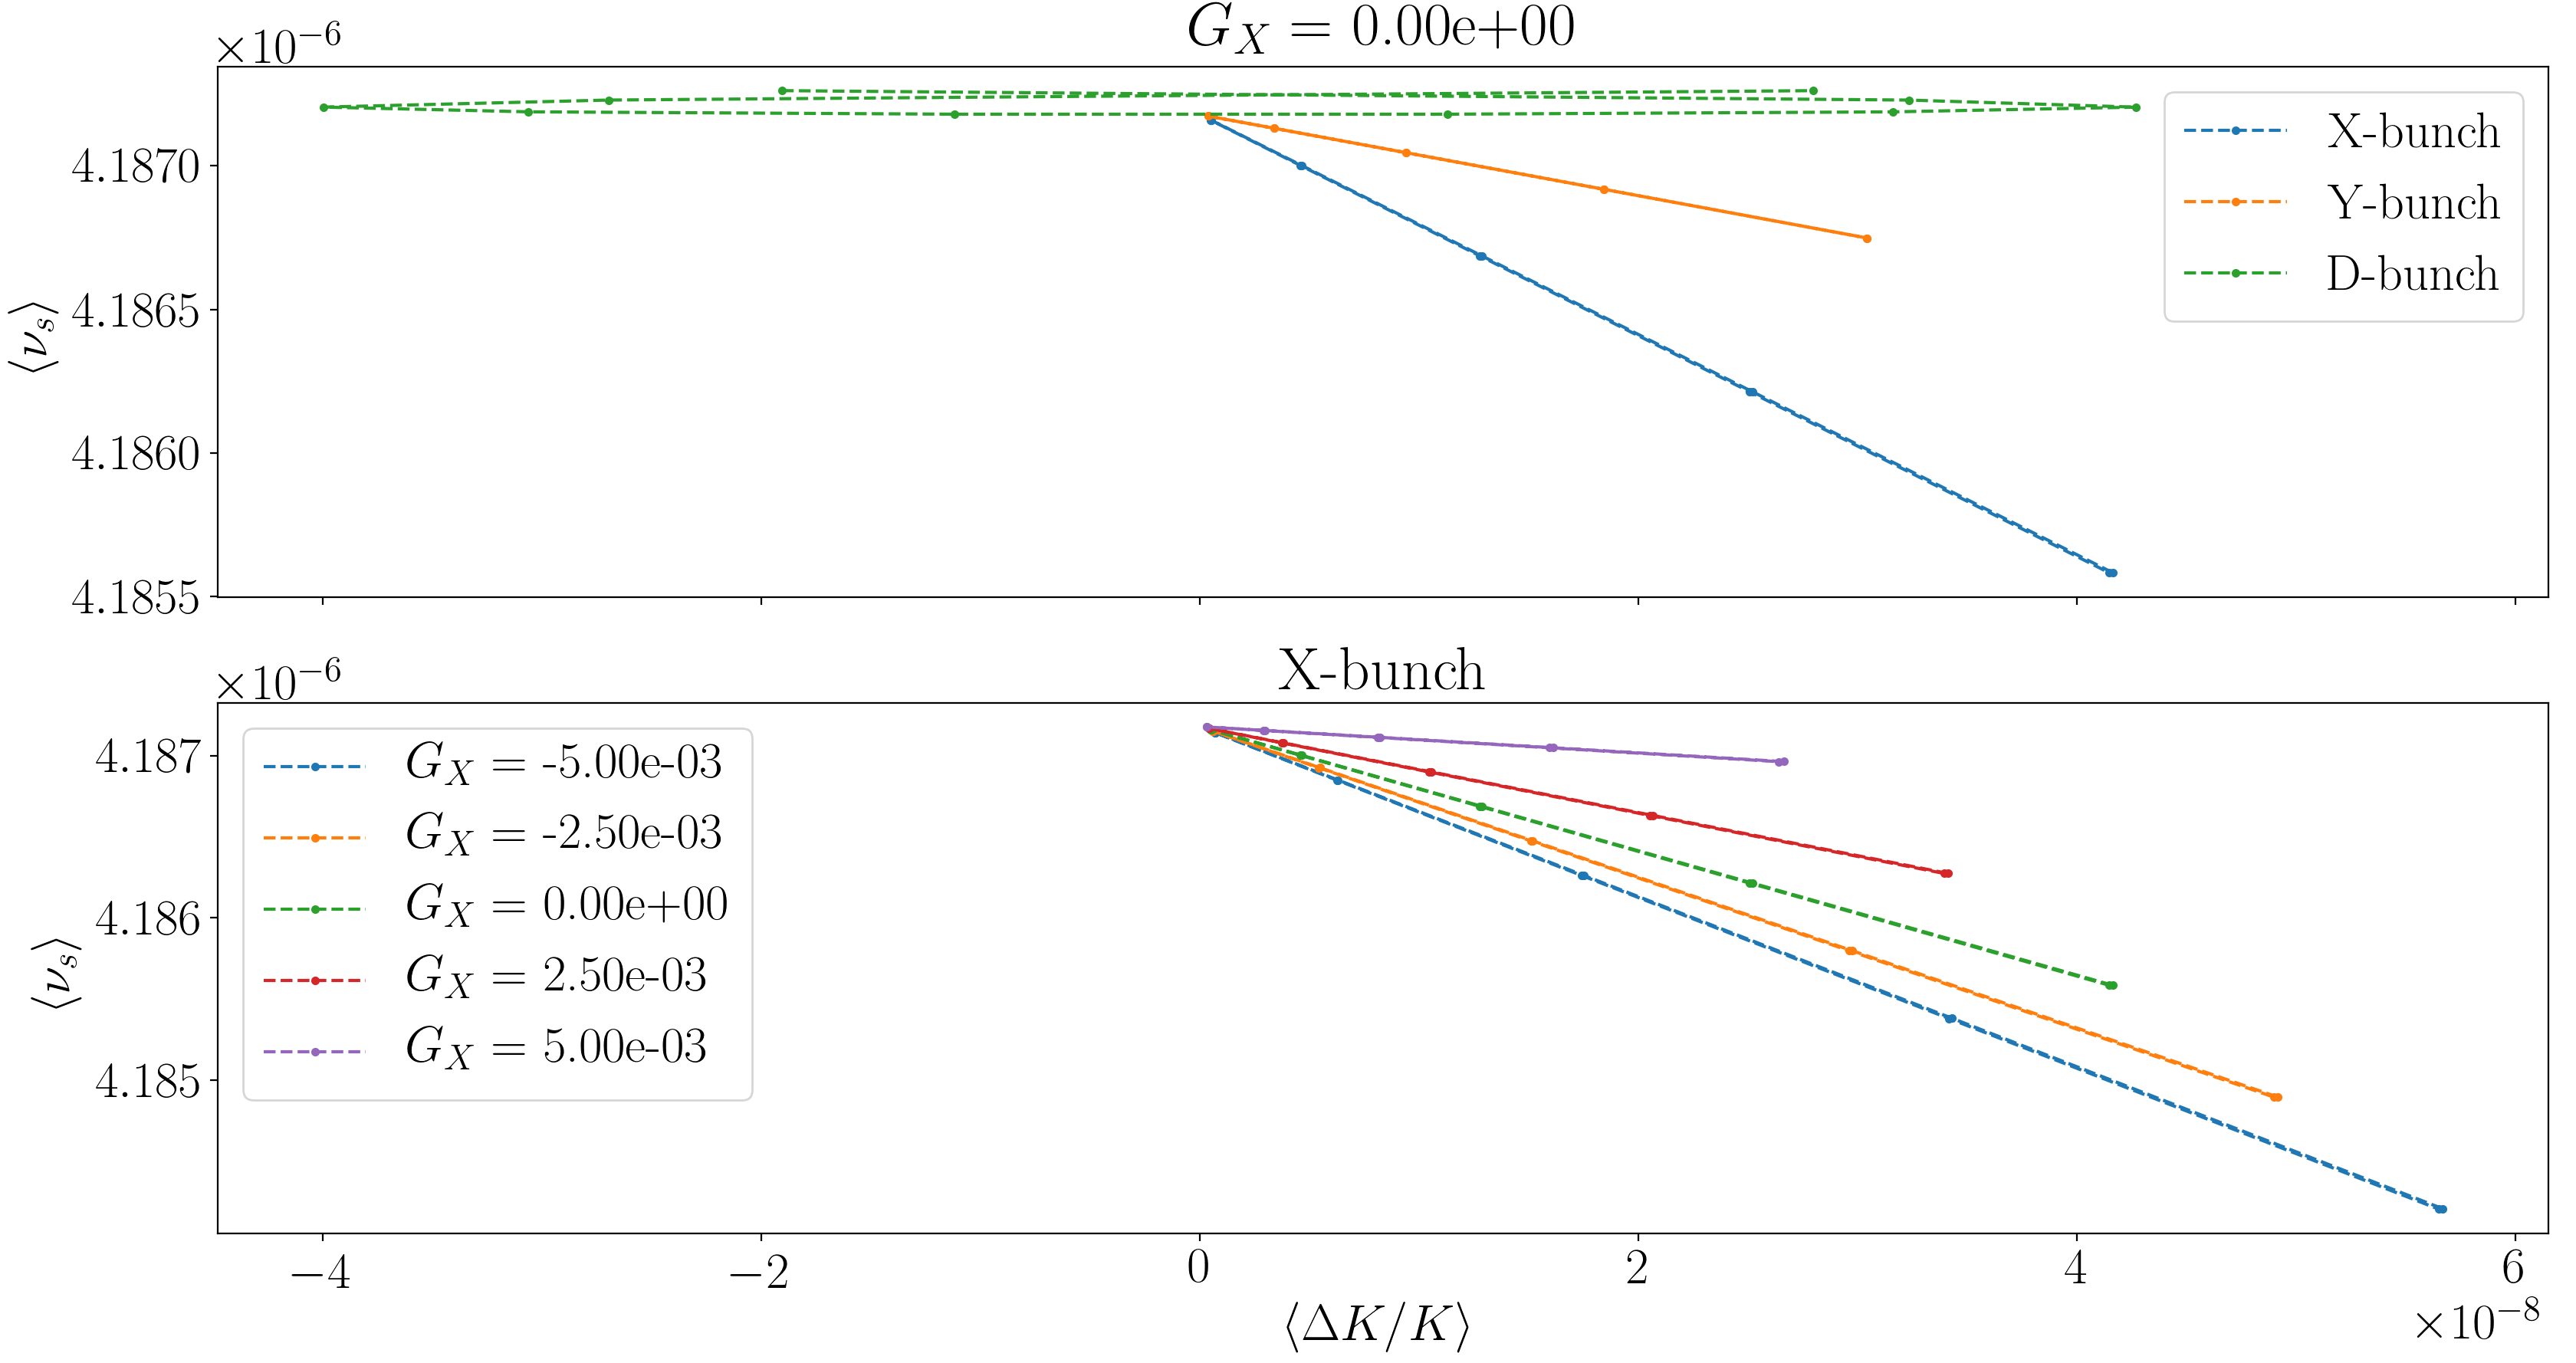 G_X = 0.00e+00
×10⁻⁶
4.1870
4.1865
4.1860
4.1855
⟨ν_s⟩
X-bunch
Y-bunch
D-bunch
X-bunch
×10⁻⁶
4.187
4.186
4.185
⟨ν_s⟩
G_X = -5.00e-03
G_X = -2.50e-03
G_X = 0.00e+00
G_X = 2.50e-03
G_X = 5.00e-03
−4 −2 0 2 4 6
⟨ΔK/K⟩
×10⁻⁸